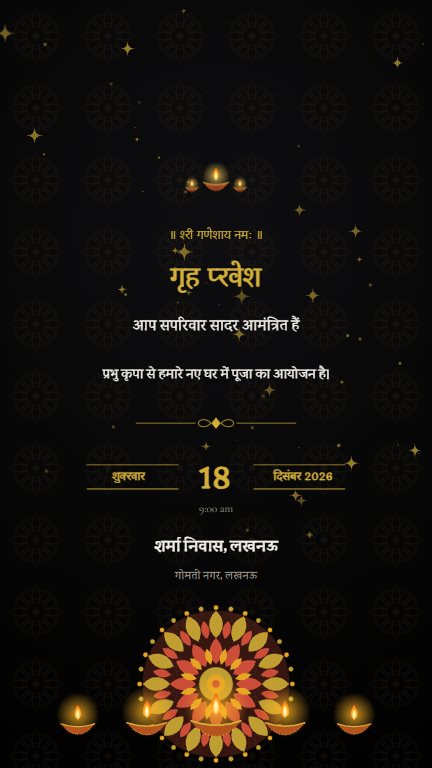 ॥ श्री गणेशाय नमः ॥
गृह प्रवेश
आप सपरिवार सादर आमंत्रित हैं
प्रभु कृपा से हमारे नए घर में पूजा का आयोजन है|
शुक्रवार 18 दिसंबर 2026
9:00 am
शर्मा निवास, लखनऊ
गोमती नगर, लखनऊ